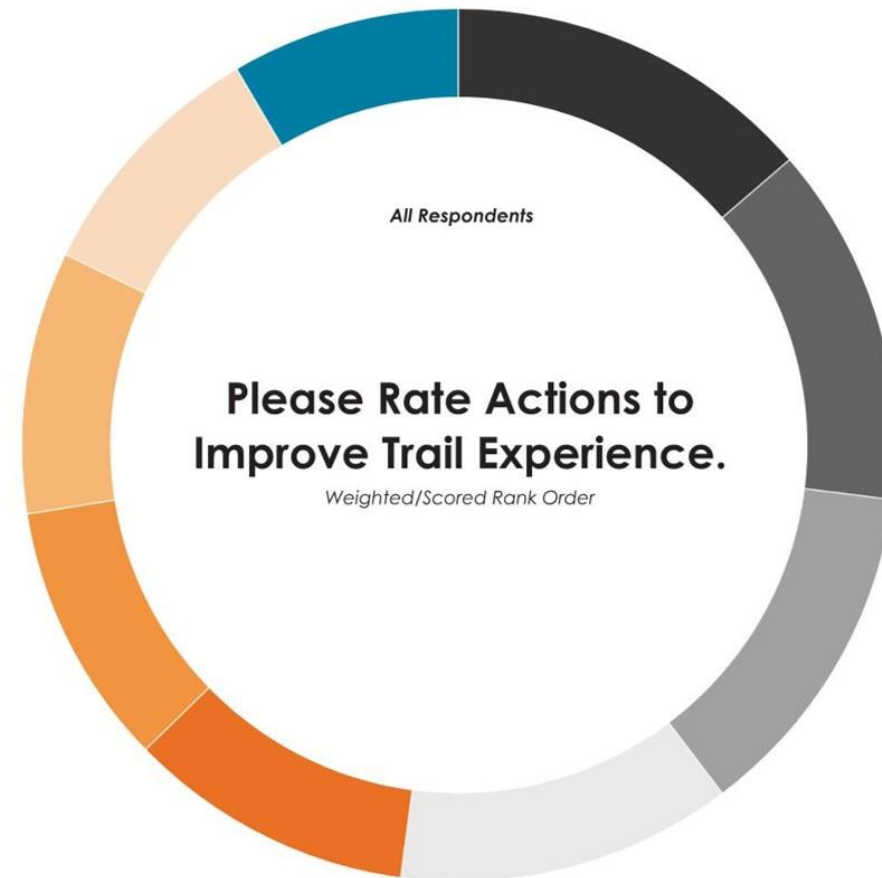 All Respondents
Please Rate Actions to
Improve Trail Experience.
Weighted/Scored Rank Order